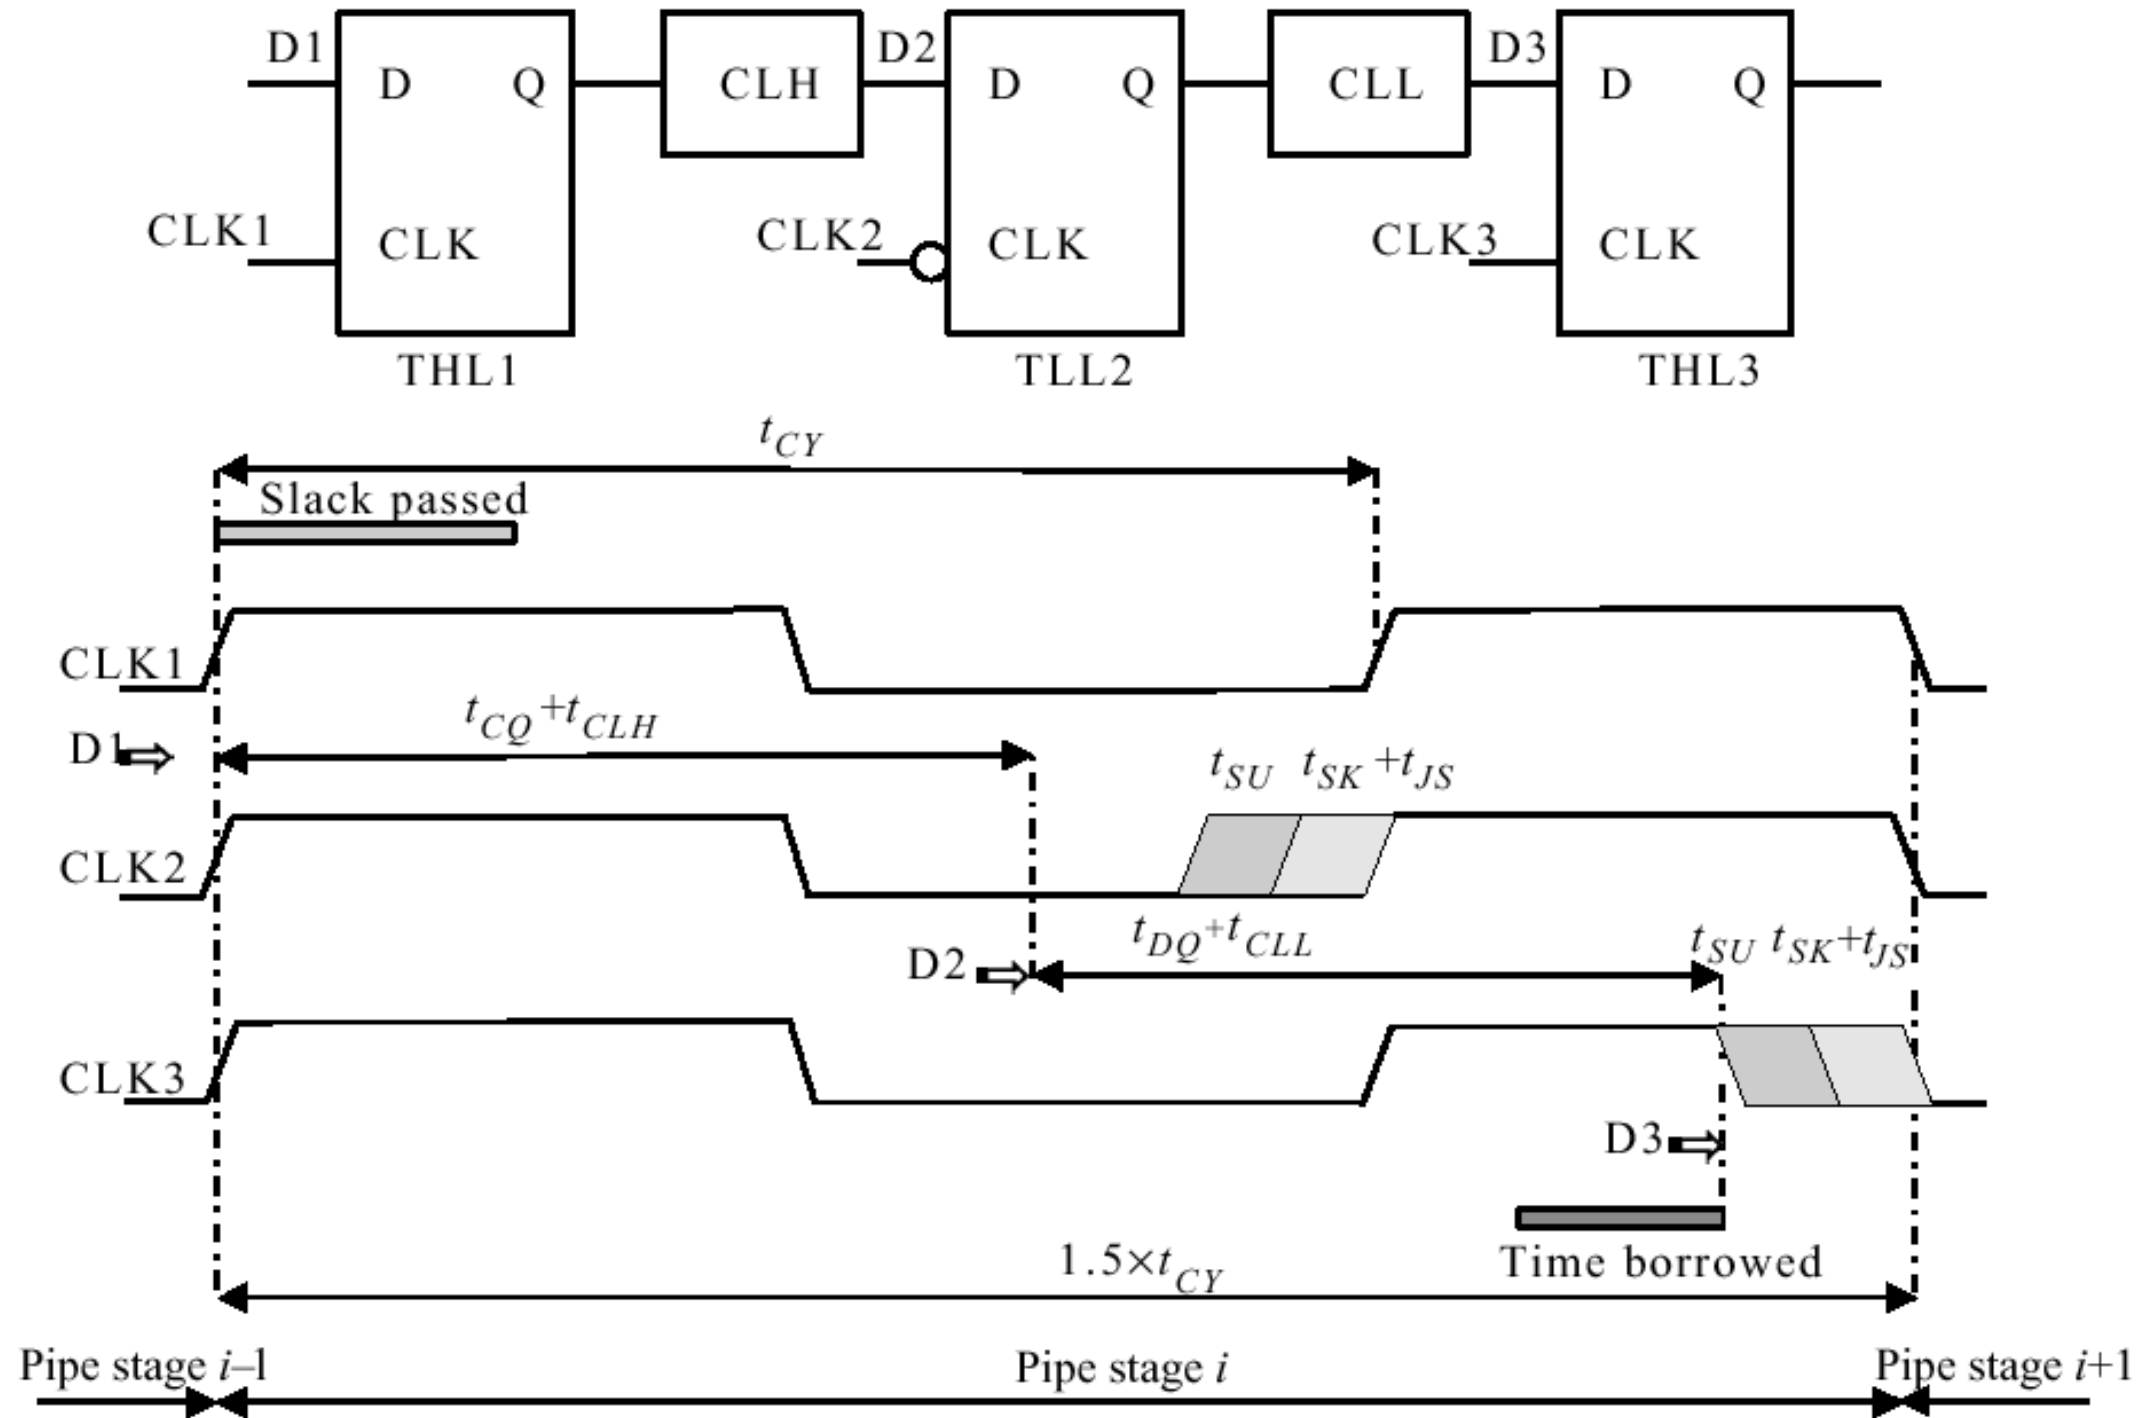 D1 D Q CLH D2 D Q CLL D3 D Q
CLK1 CLK CLK2 CLK CLK3 CLK
THL1 TLL2 THL3
tCY
Slack passed
CLK1
tCQ+tCLH
D1
tSU tSK+tJS
CLK2
tDQ+tCLL
D2
tSU tSK+tJS
CLK3
D3
Time borrowed
1.5×tCY
Pipe stage i–1 Pipe stage i Pipe stage i+1